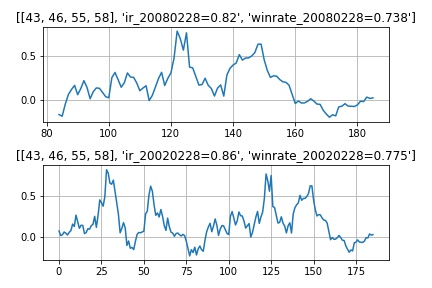 [[43, 46, 55, 58], 'ir_20080228=0.82', 'winrate_20080228=0.738']
0.5
0.0
80 100 120 140 160 180
[[43, 46, 55, 58], 'ir_20020228=0.86', 'winrate_20020228=0.775']
0.5
0.0
0 25 50 75 100 125 150 175